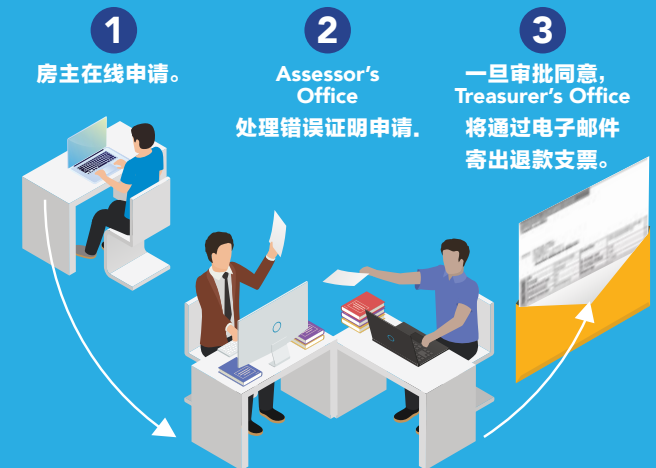 1
房主在线申请。
2
Assessor's
Office
处理错误证明申请.
3
一旦审批同意，
Treasurer's Office
将通过电子邮件
寄出退款支票。